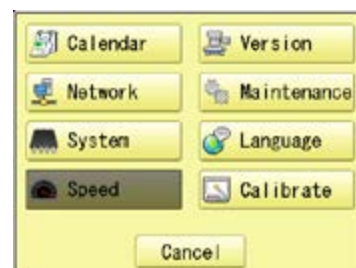 Calendar
Version
Network
Maintenance
System
Language
Speed
Calibrate
Cancel